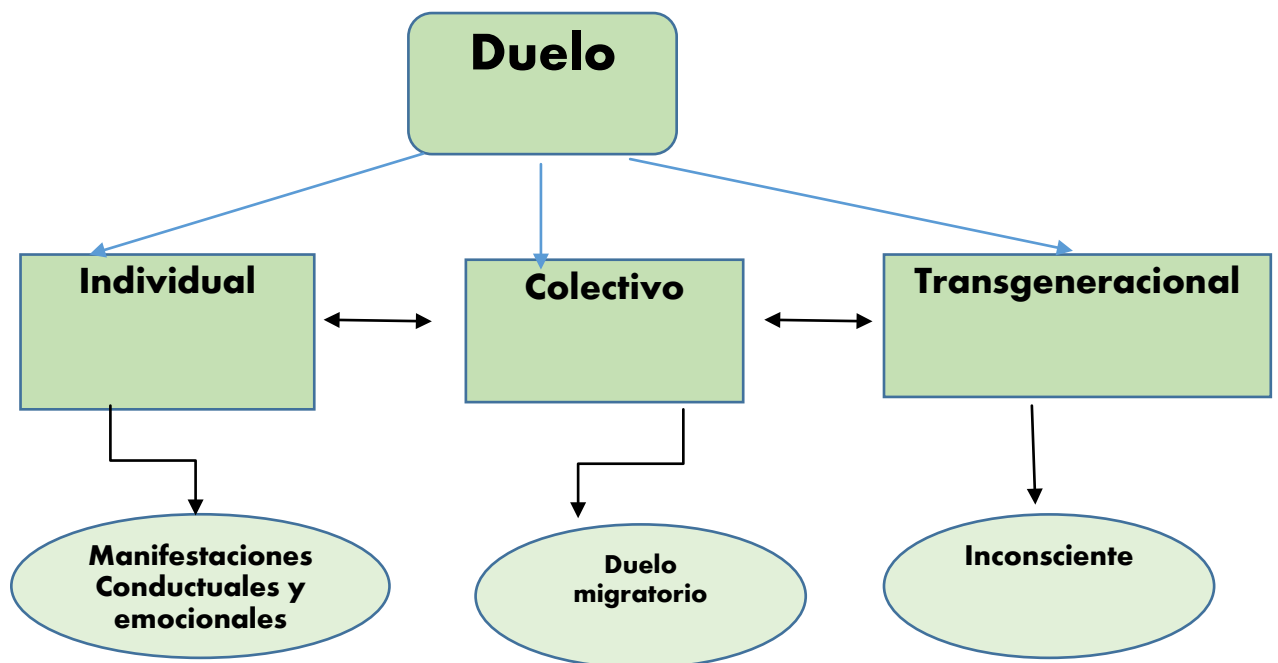 Duelo
Individual
Colectivo
Transgeneracional
Manifestaciones
Conductuales y
emocionales
Duelo
migratorio
Inconsciente